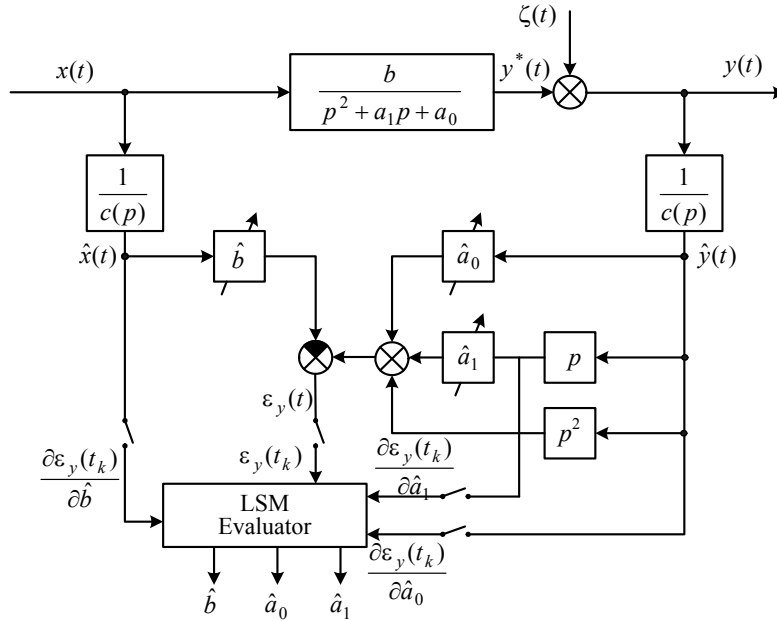 ζ(t)
x(t)
b
p² + a₁p + a₀
y*(t)
y(t)
1
c(p)
1
c(p)
x̂(t)
b̂
â₀
ŷ(t)
â₁
p
ε_y(t)
p²
∂ε_y(t_k)
∂b̂
ε_y(t_k)
∂ε_y(t_k)
∂â₁
LSM
Evaluator
∂ε_y(t_k)
∂â₀
b̂
â₀
â₁